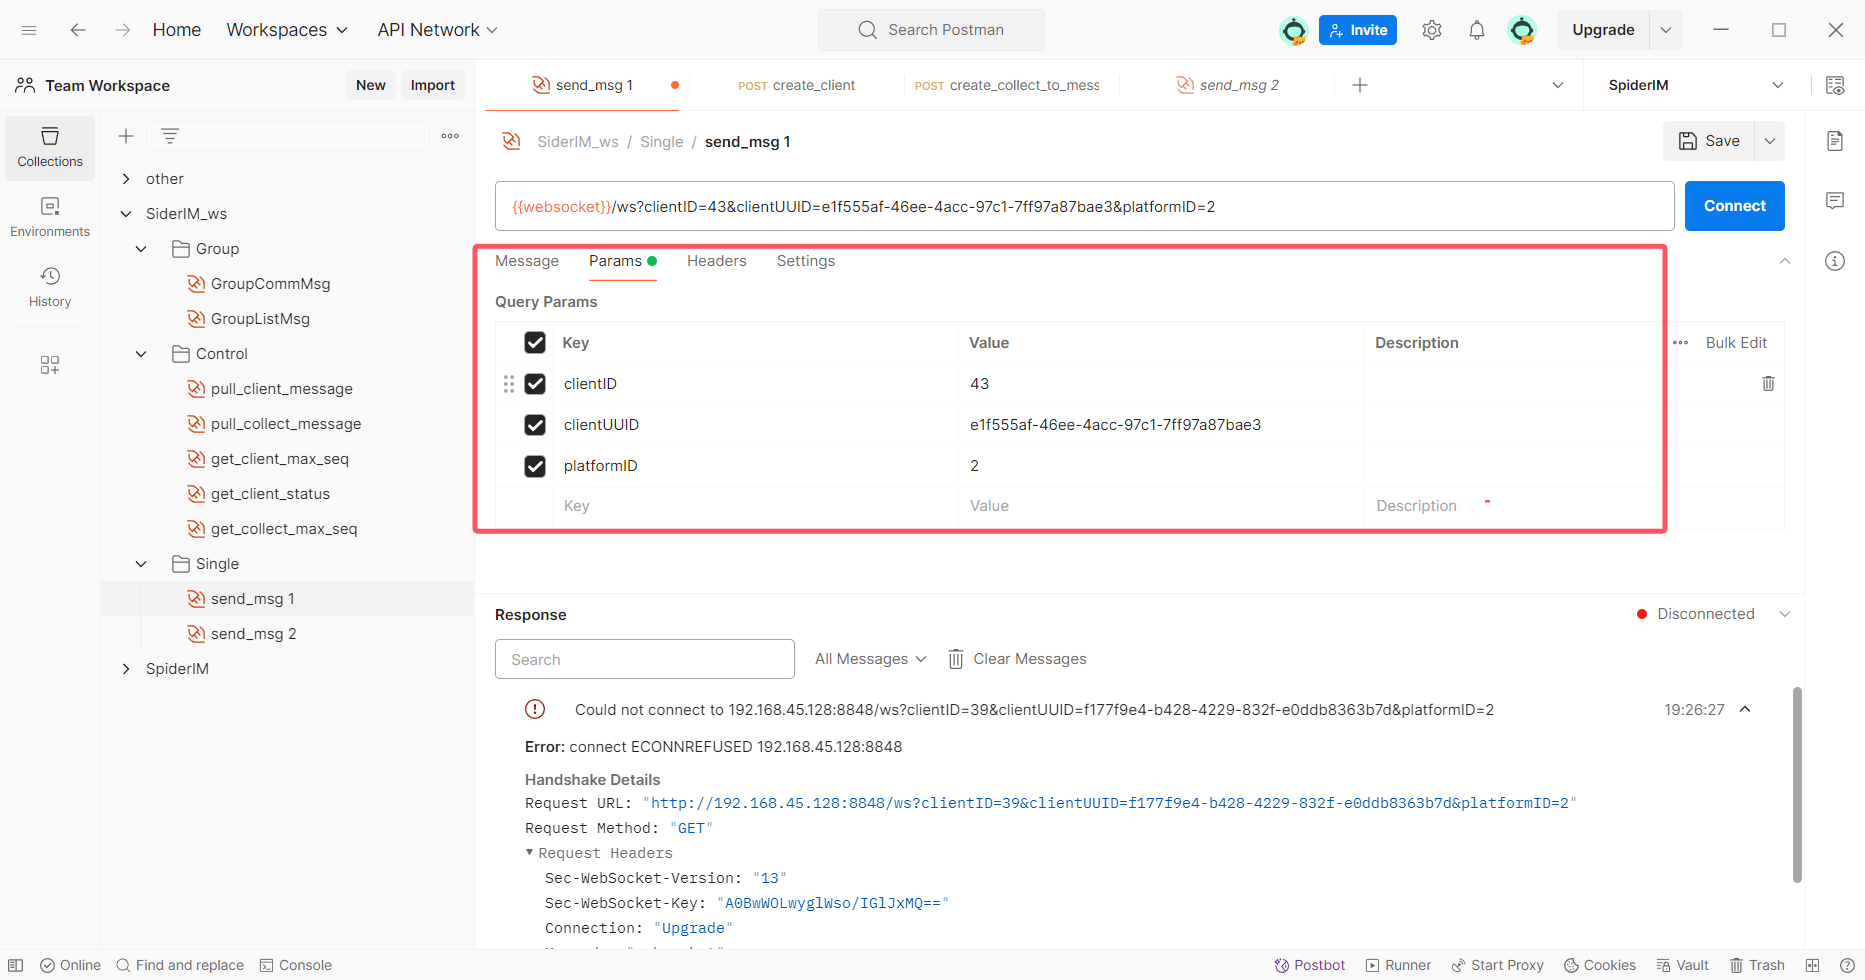 Home Workspaces API Network Search Postman Invite Upgrade
Team Workspace New Import send_msg 1 POST create_client POST create_collect_to_mess send_msg 2 SpiderIM
Collections
Environments
History
other
SiderIM_ws
Group
GroupCommMsg
GroupListMsg
Control
pull_client_message
pull_collect_message
get_client_max_seq
get_client_status
get_collect_max_seq
Single
send_msg 1
send_msg 2
SpiderIM
SiderIM_ws / Single / send_msg 1 Save
{{websocket}}/ws?clientID=43&clientUUID=e1f555af-46ee-4acc-97c1-7ff97a87bae3&platformID=2 Connect
Message Params Headers Settings
Query Params
Key Value Description Bulk Edit
clientID 43
clientUUID e1f555af-46ee-4acc-97c1-7ff97a87bae3
platformID 2
Key Value Description
Response Disconnected
Search All Messages Clear Messages
Could not connect to 192.168.45.128:8848/ws?clientID=39&clientUUID=f177f9e4-b428-4229-832f-e0ddb8363b7d&platformID=2 19:26:27
Error: connect ECONNREFUSED 192.168.45.128:8848
Handshake Details
Request URL: "http://192.168.45.128:8848/ws?clientID=39&clientUUID=f177f9e4-b428-4229-832f-e0ddb8363b7d&platformID=2"
Request Method: "GET"
Request Headers
Sec-WebSocket-Version: "13"
Sec-WebSocket-Key: "A0BwWOLwyglWso/IGlJxMQ=="
Connection: "Upgrade"
Online Find and replace Console Postbot Runner Start Proxy Cookies Vault Trash